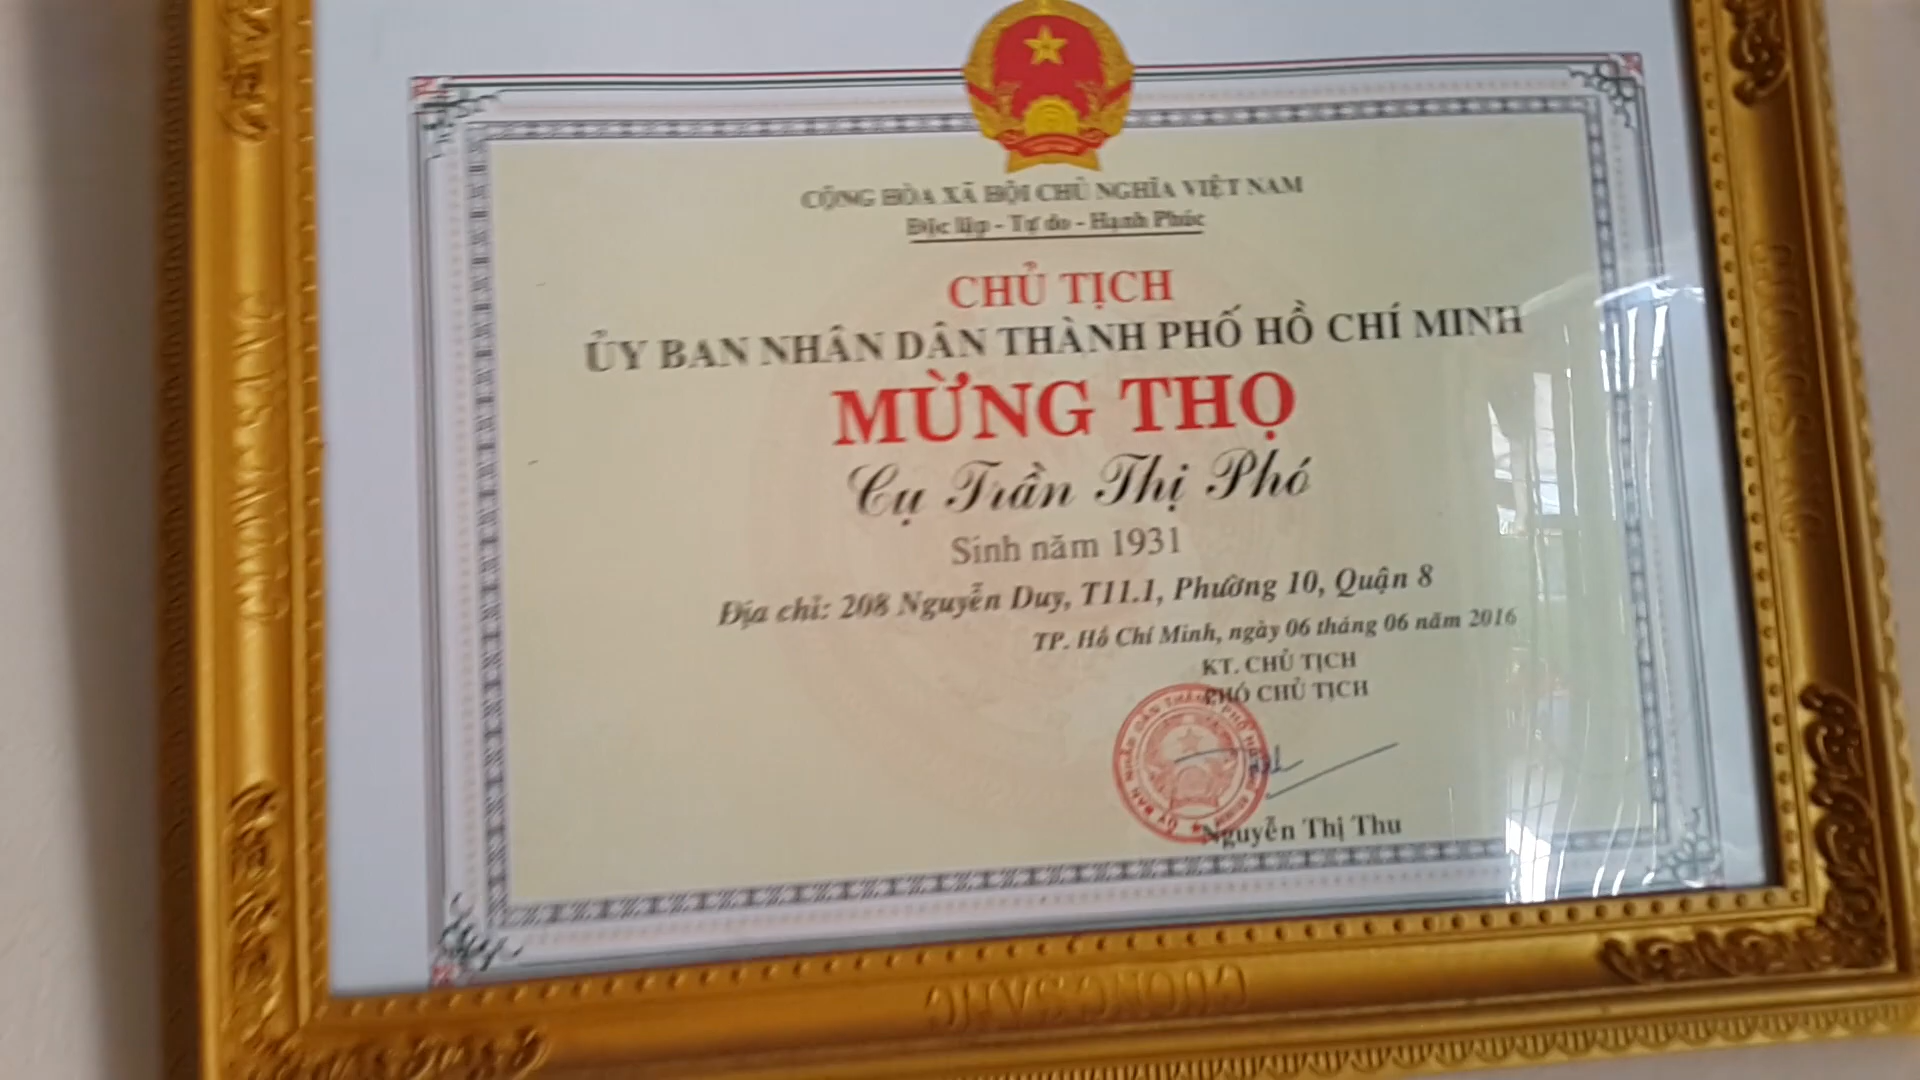 CỘNG HÒA XÃ HỘI CHỦ NGHĨA VIỆT NAM
Độc lập - Tự do - Hạnh Phúc
CHỦ TỊCH
ỦY BAN NHÂN DÂN THÀNH PHỐ HỒ CHÍ MINH
MỪNG THỌ
Cụ Trần Thị Phó
Sinh năm 1931
Địa chỉ: 208 Nguyễn Duy, T11.1, Phường 10, Quận 8
TP. Hồ Chí Minh, ngày 06 tháng 06 năm 2016
KT. CHỦ TỊCH
PHÓ CHỦ TỊCH
Nguyễn Thị Thu